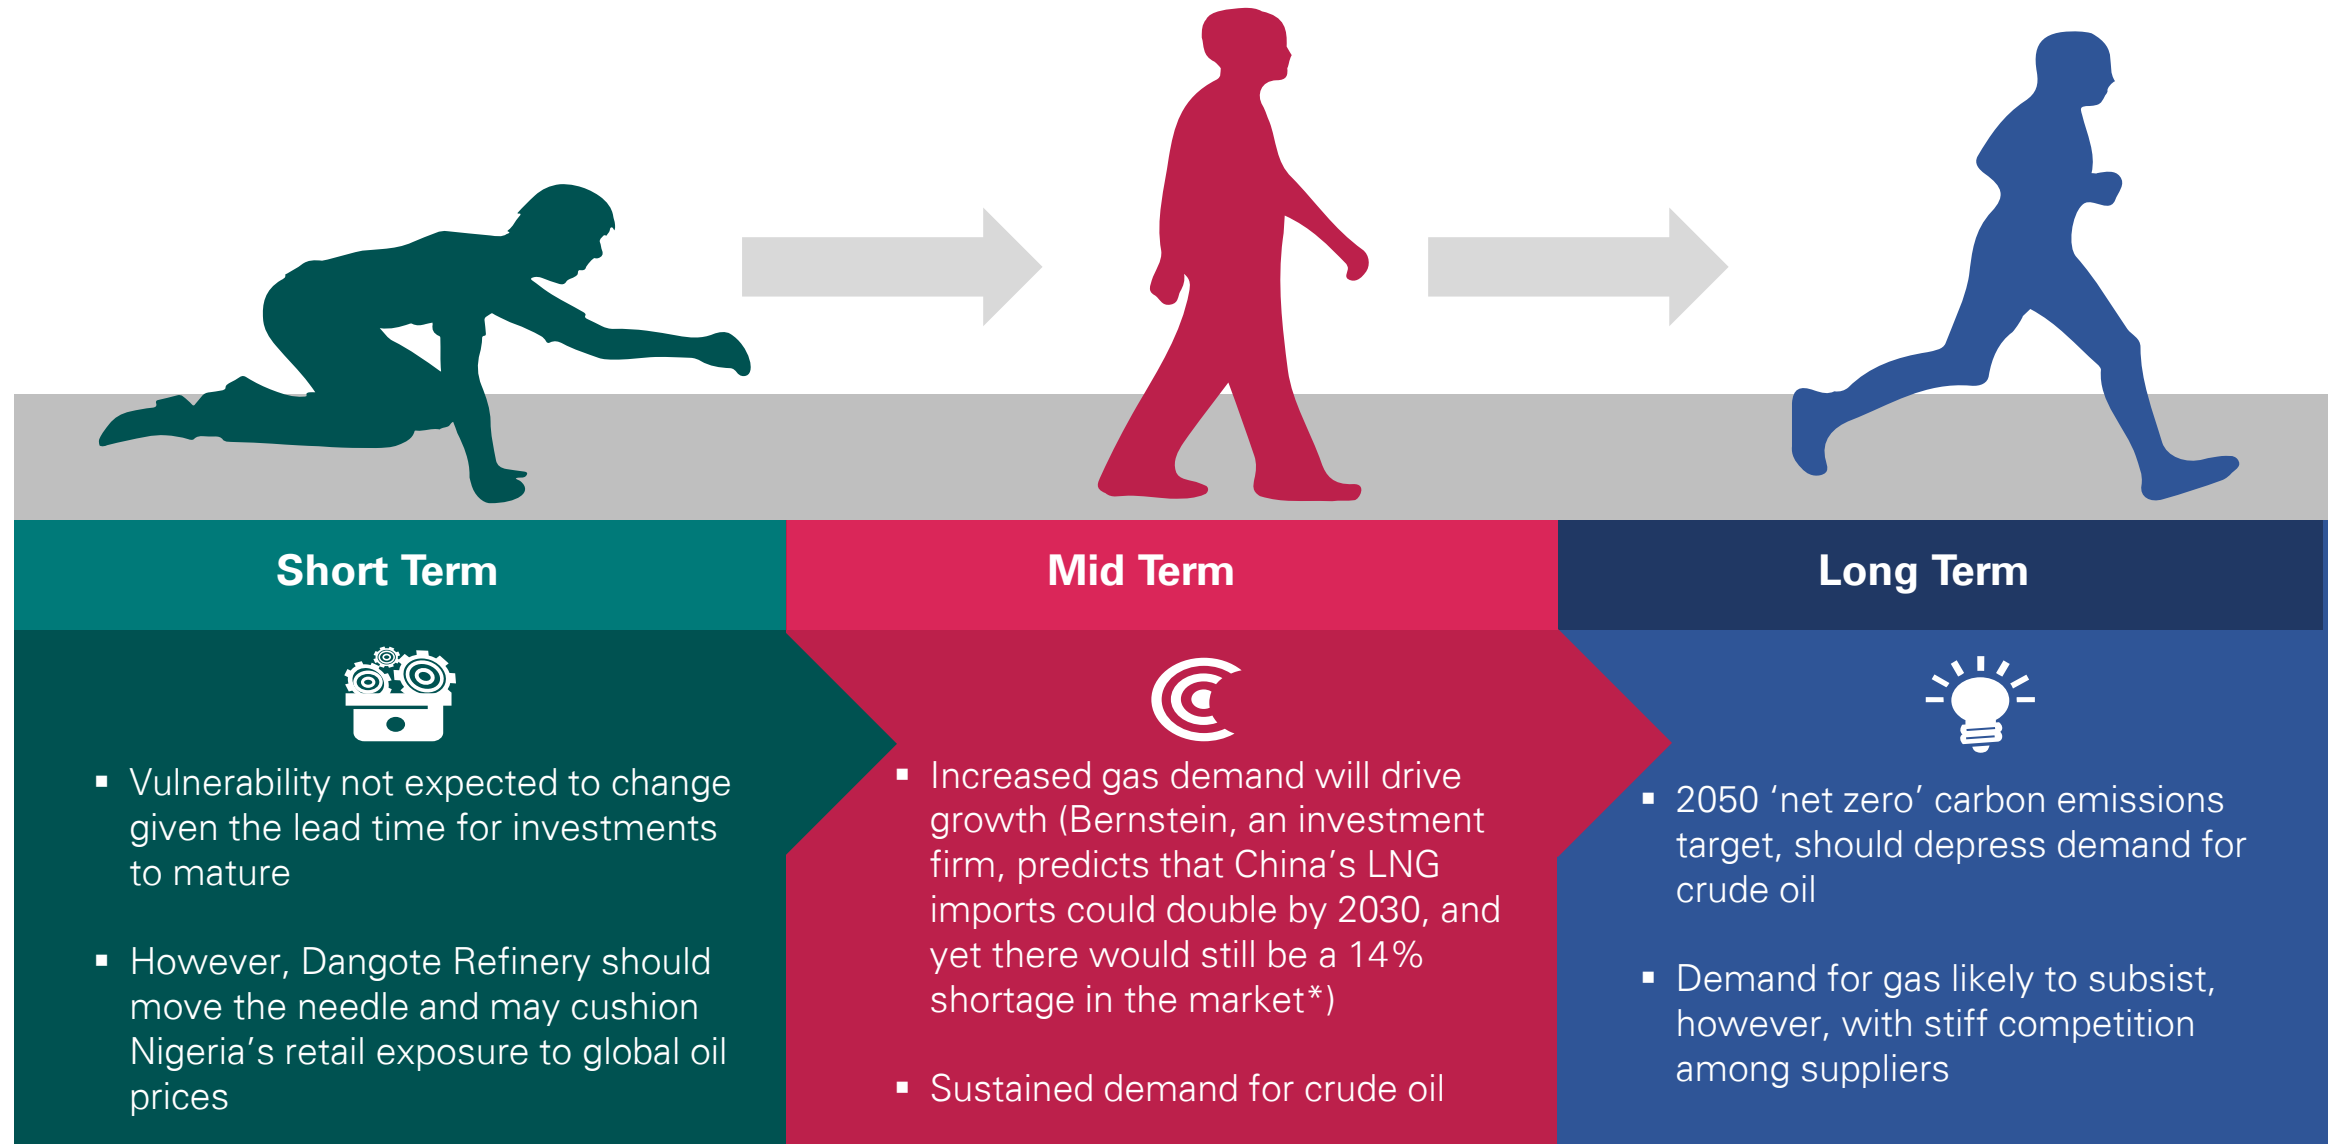 Short Term
Mid Term
Long Term
▪ Vulnerability not expected to change
given the lead time for investments
to mature
▪ However, Dangote Refinery should
move the needle and may cushion
Nigeria’s retail exposure to global oil
prices
▪ Increased gas demand will drive
growth (Bernstein, an investment
firm, predicts that China’s LNG
imports could double by 2030, and
yet there would still be a 14%
shortage in the market*)
▪ Sustained demand for crude oil
▪ 2050 ‘net zero’ carbon emissions
target, should depress demand for
crude oil
▪ Demand for gas likely to subsist,
however, with stiff competition
among suppliers